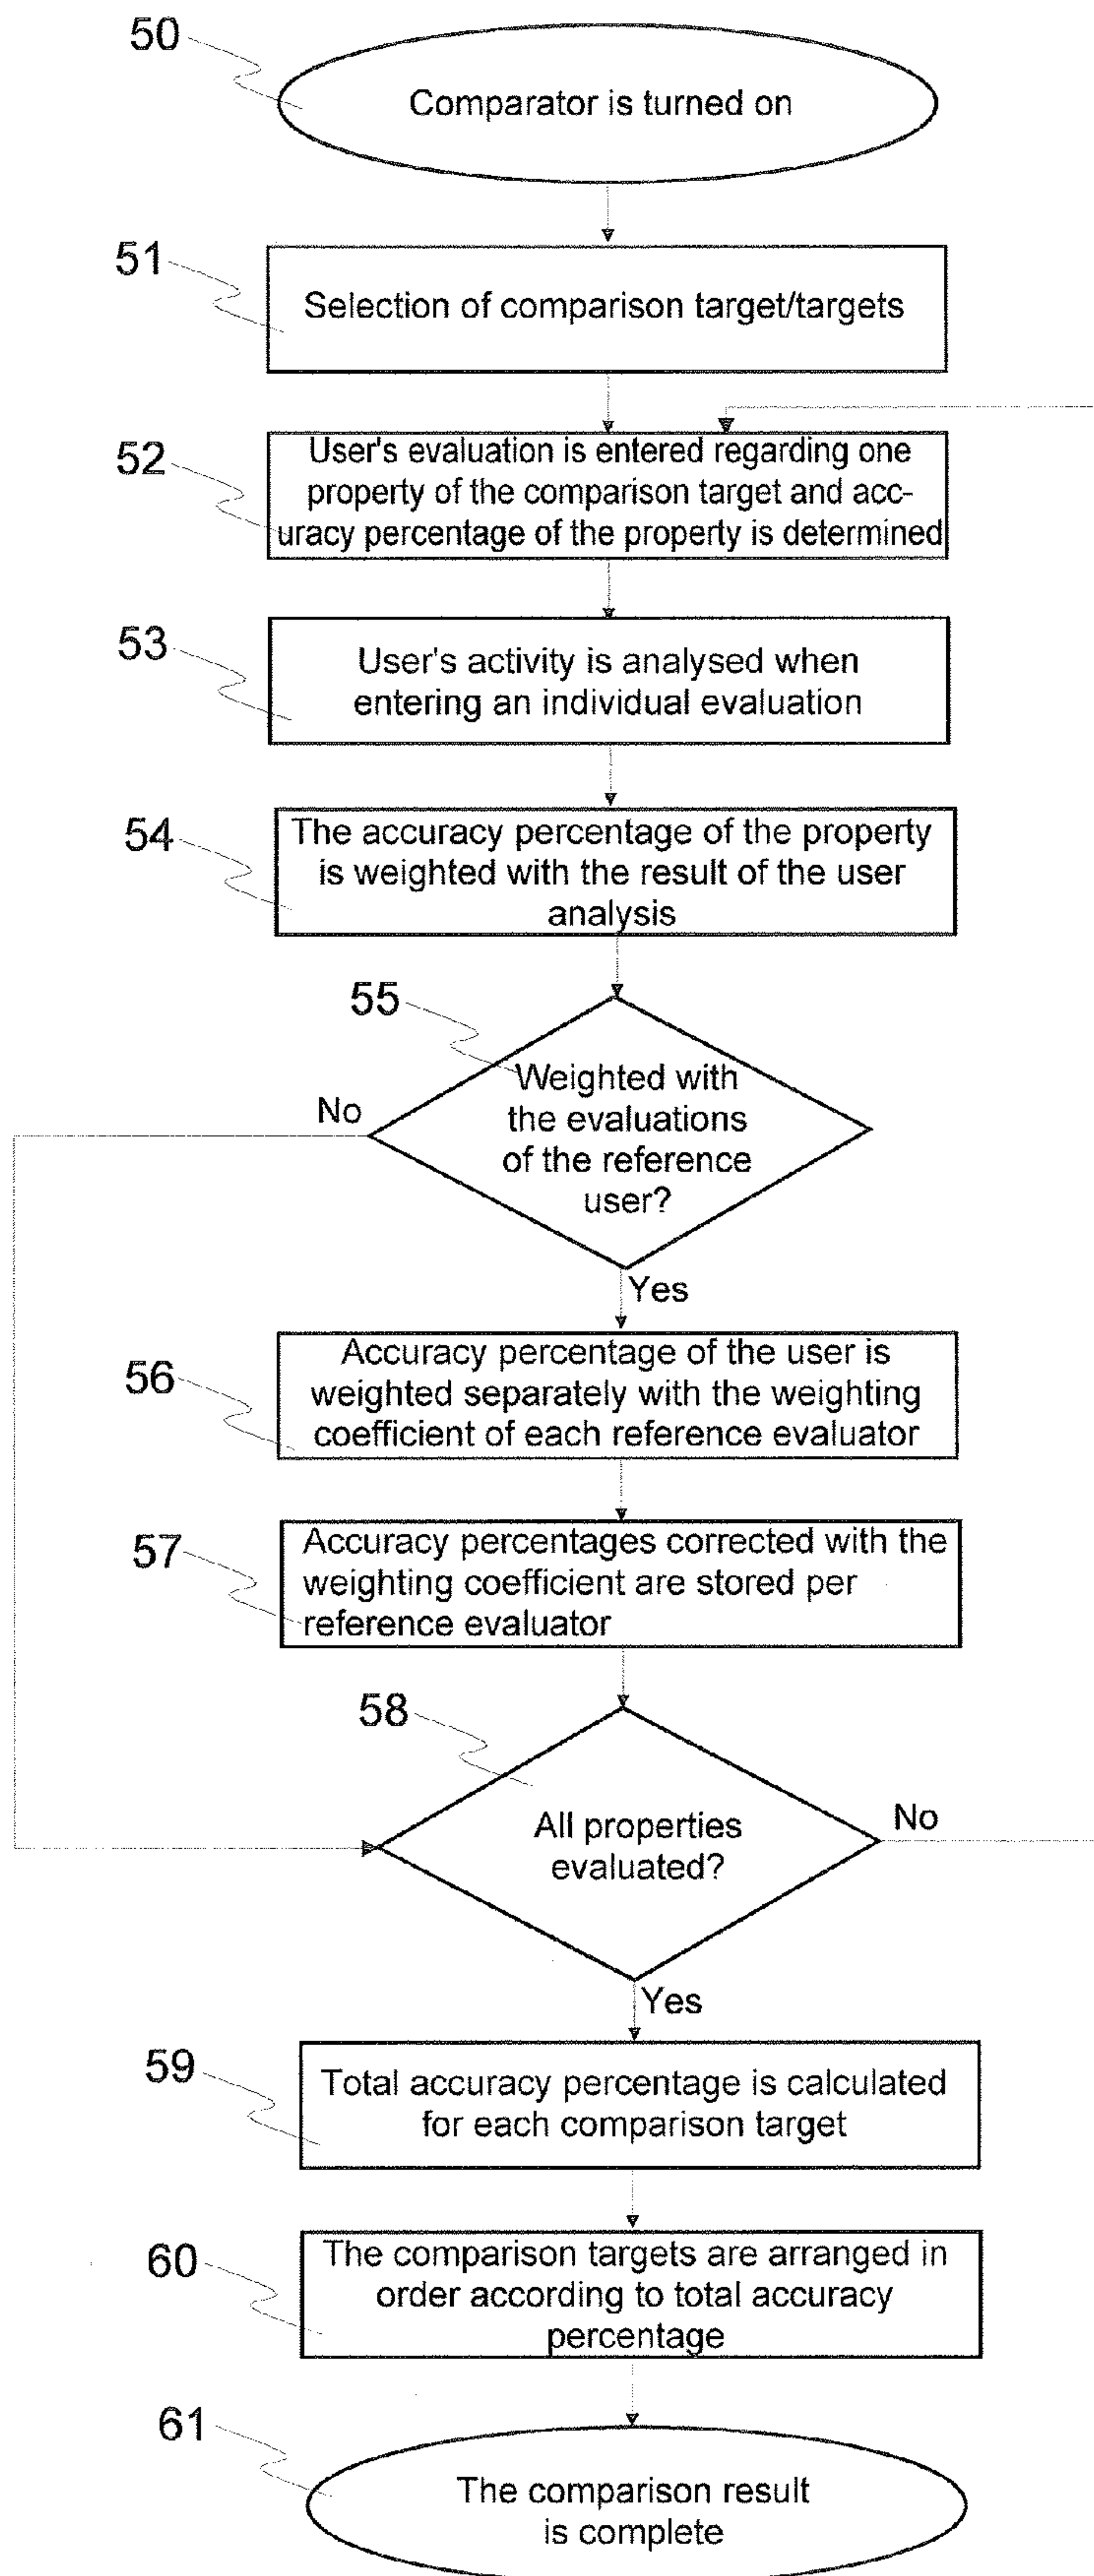 50
Comparator is turned on
51
Selection of comparison target/targets
52
User's evaluation is entered regarding one
property of the comparison target and acc-
uracy percentage of the property is determined
53
User's activity is analysed when
entering an individual evaluation
54
The accuracy percentage of the property
is weighted with the result of the user
analysis
55
Weighted with
the evaluations
of the reference
user?
No
Yes
56
Accuracy percentage of the user is
weighted separately with the weighting
coefficient of each reference evaluator
57
Accuracy percentages corrected with the
weighting coefficient are stored per
reference evaluator
58
All properties
evaluated?
No
Yes
59
Total accuracy percentage is calculated
for each comparison target
60
The comparison targets are arranged in
order according to total accuracy
percentage
61
The comparison result
is complete